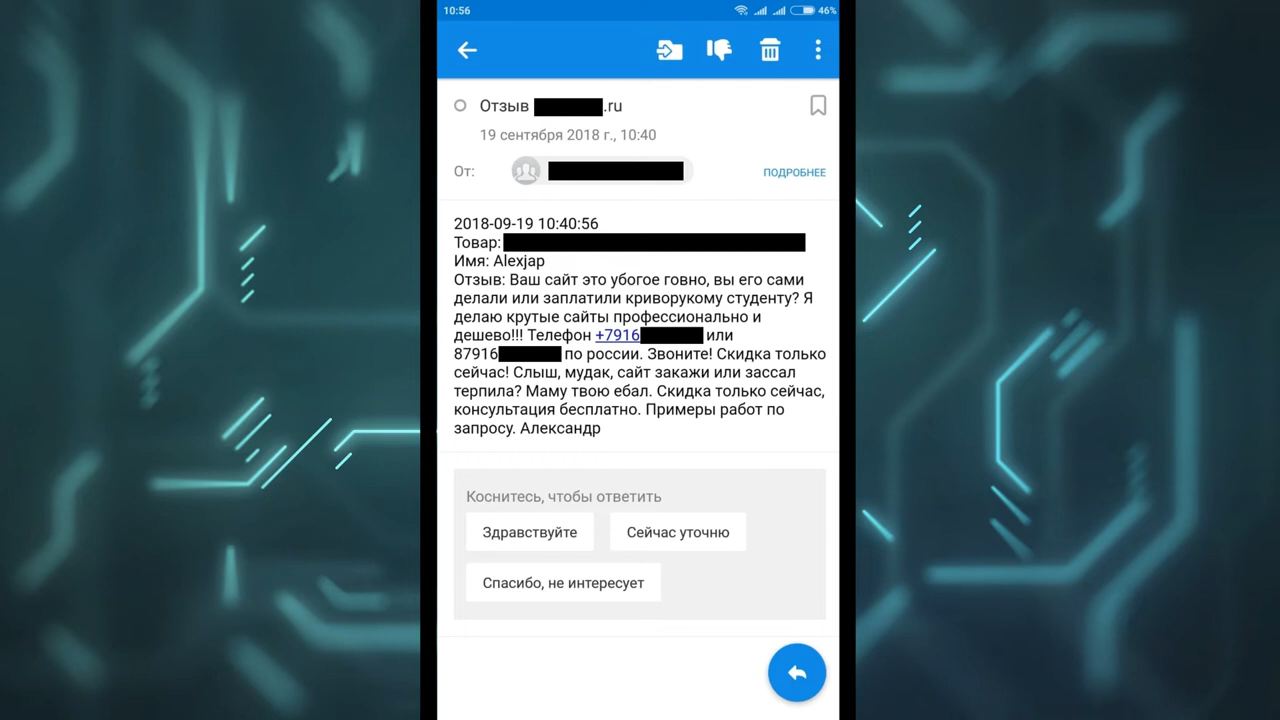 10:56
46%
Отзыв .ru
19 сентября 2018 г., 10:40
От:
ПОДРОБНЕЕ
2018-09-19 10:40:56
Товар:
Имя: Alexjap
Отзыв: Ваш сайт это убогое говно, вы его сами
делали или заплатили криворукому студенту? Я
делаю крутые сайты профессионально и
дешево!!! Телефон +7916 или
87916 по россии. Звоните! Скидка только
сейчас! Слыш, мудак, сайт закажи или зассал
терпила? Маму твою ебал. Скидка только сейчас,
консультация бесплатно. Примеры работ по
запросу. Александр
Коснитесь, чтобы ответить
Здравствуйте
Сейчас уточню
Спасибо, не интересует